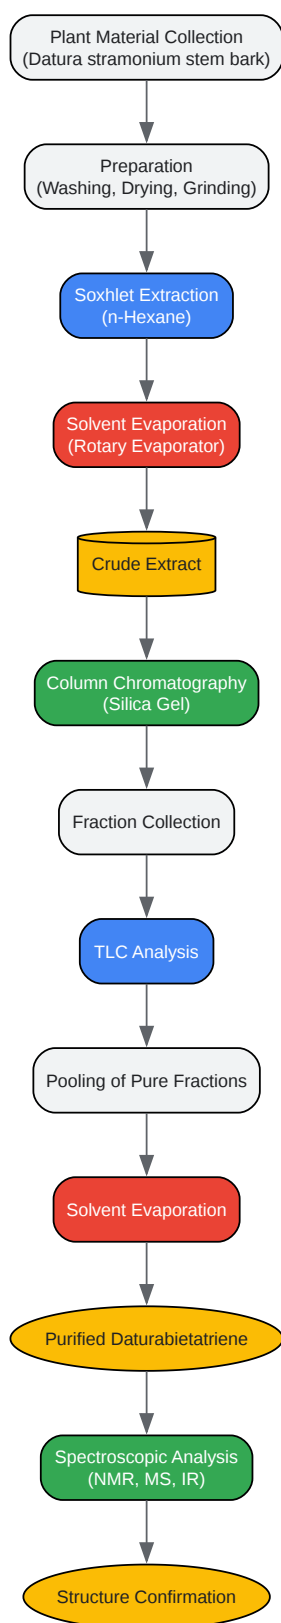 Plant Material Collection
(Datura stramonium stem bark)
Preparation
(Washing, Drying, Grinding)
Soxhlet Extraction
(n-Hexane)
Solvent Evaporation
(Rotary Evaporator)
Crude Extract
Column Chromatography
(Silica Gel)
Fraction Collection
TLC Analysis
Pooling of Pure Fractions
Solvent Evaporation
Purified Daturabietatriene
Spectroscopic Analysis
(NMR, MS, IR)
Structure Confirmation